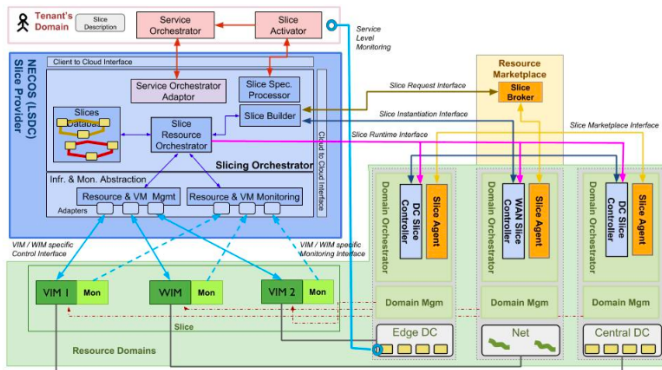 Tenant's
Domain
Slice
Description
Service
Orchestrator
Slice
Activator
Service
Level
Monitoring
NECOS (LSDC)
Slice Provider
Client to Cloud Interface
Cloud to Cloud Interface
Service Orchestrator
Adaptor
Slice Spec.
Processor
Slices
Database
Slice
Resource
Orchestrator
Slice Builder
Slicing Orchestrator
Infr. & Mon. Abstraction
Resource & VM Mgmt
Resource & VM Monitoring
Adapters
VIM / WIM specific
Control Interface
VIM / WIM specific
Monitoring Interface
Resource
Marketplace
Slice
Broker
Slice Request Interface
Slice Instantiation Interface
Slice Runtime Interface
Slice Marketplace Interface
Domain Orchestrator
DC Slice
Controller
Slice Agent
Domain Orchestrator
WAN Slice
Controller
Slice Agent
Domain Orchestrator
DC Slice
Controller
Slice Agent
Domain Mgm
Domain Mgm
Domain Mgm
VIM 1
Mon
WIM
Mon
VIM 2
Mon
Slice
Resource Domains
Edge DC
Net
Central DC